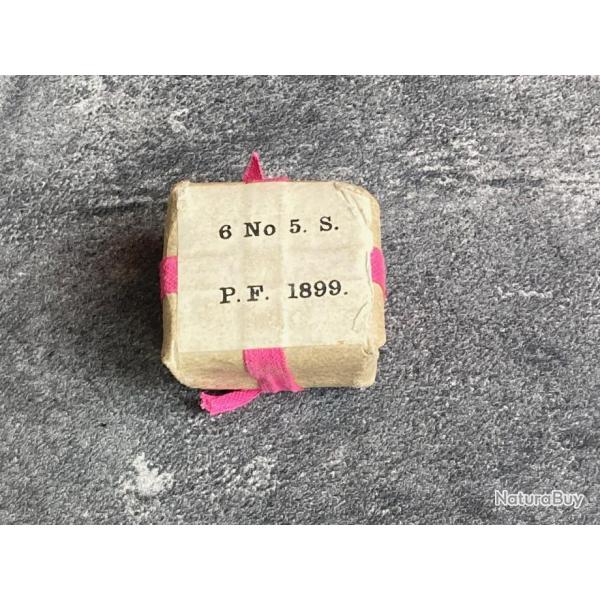 6 No 5. S.
P. F. 1899.
NaturaBuy